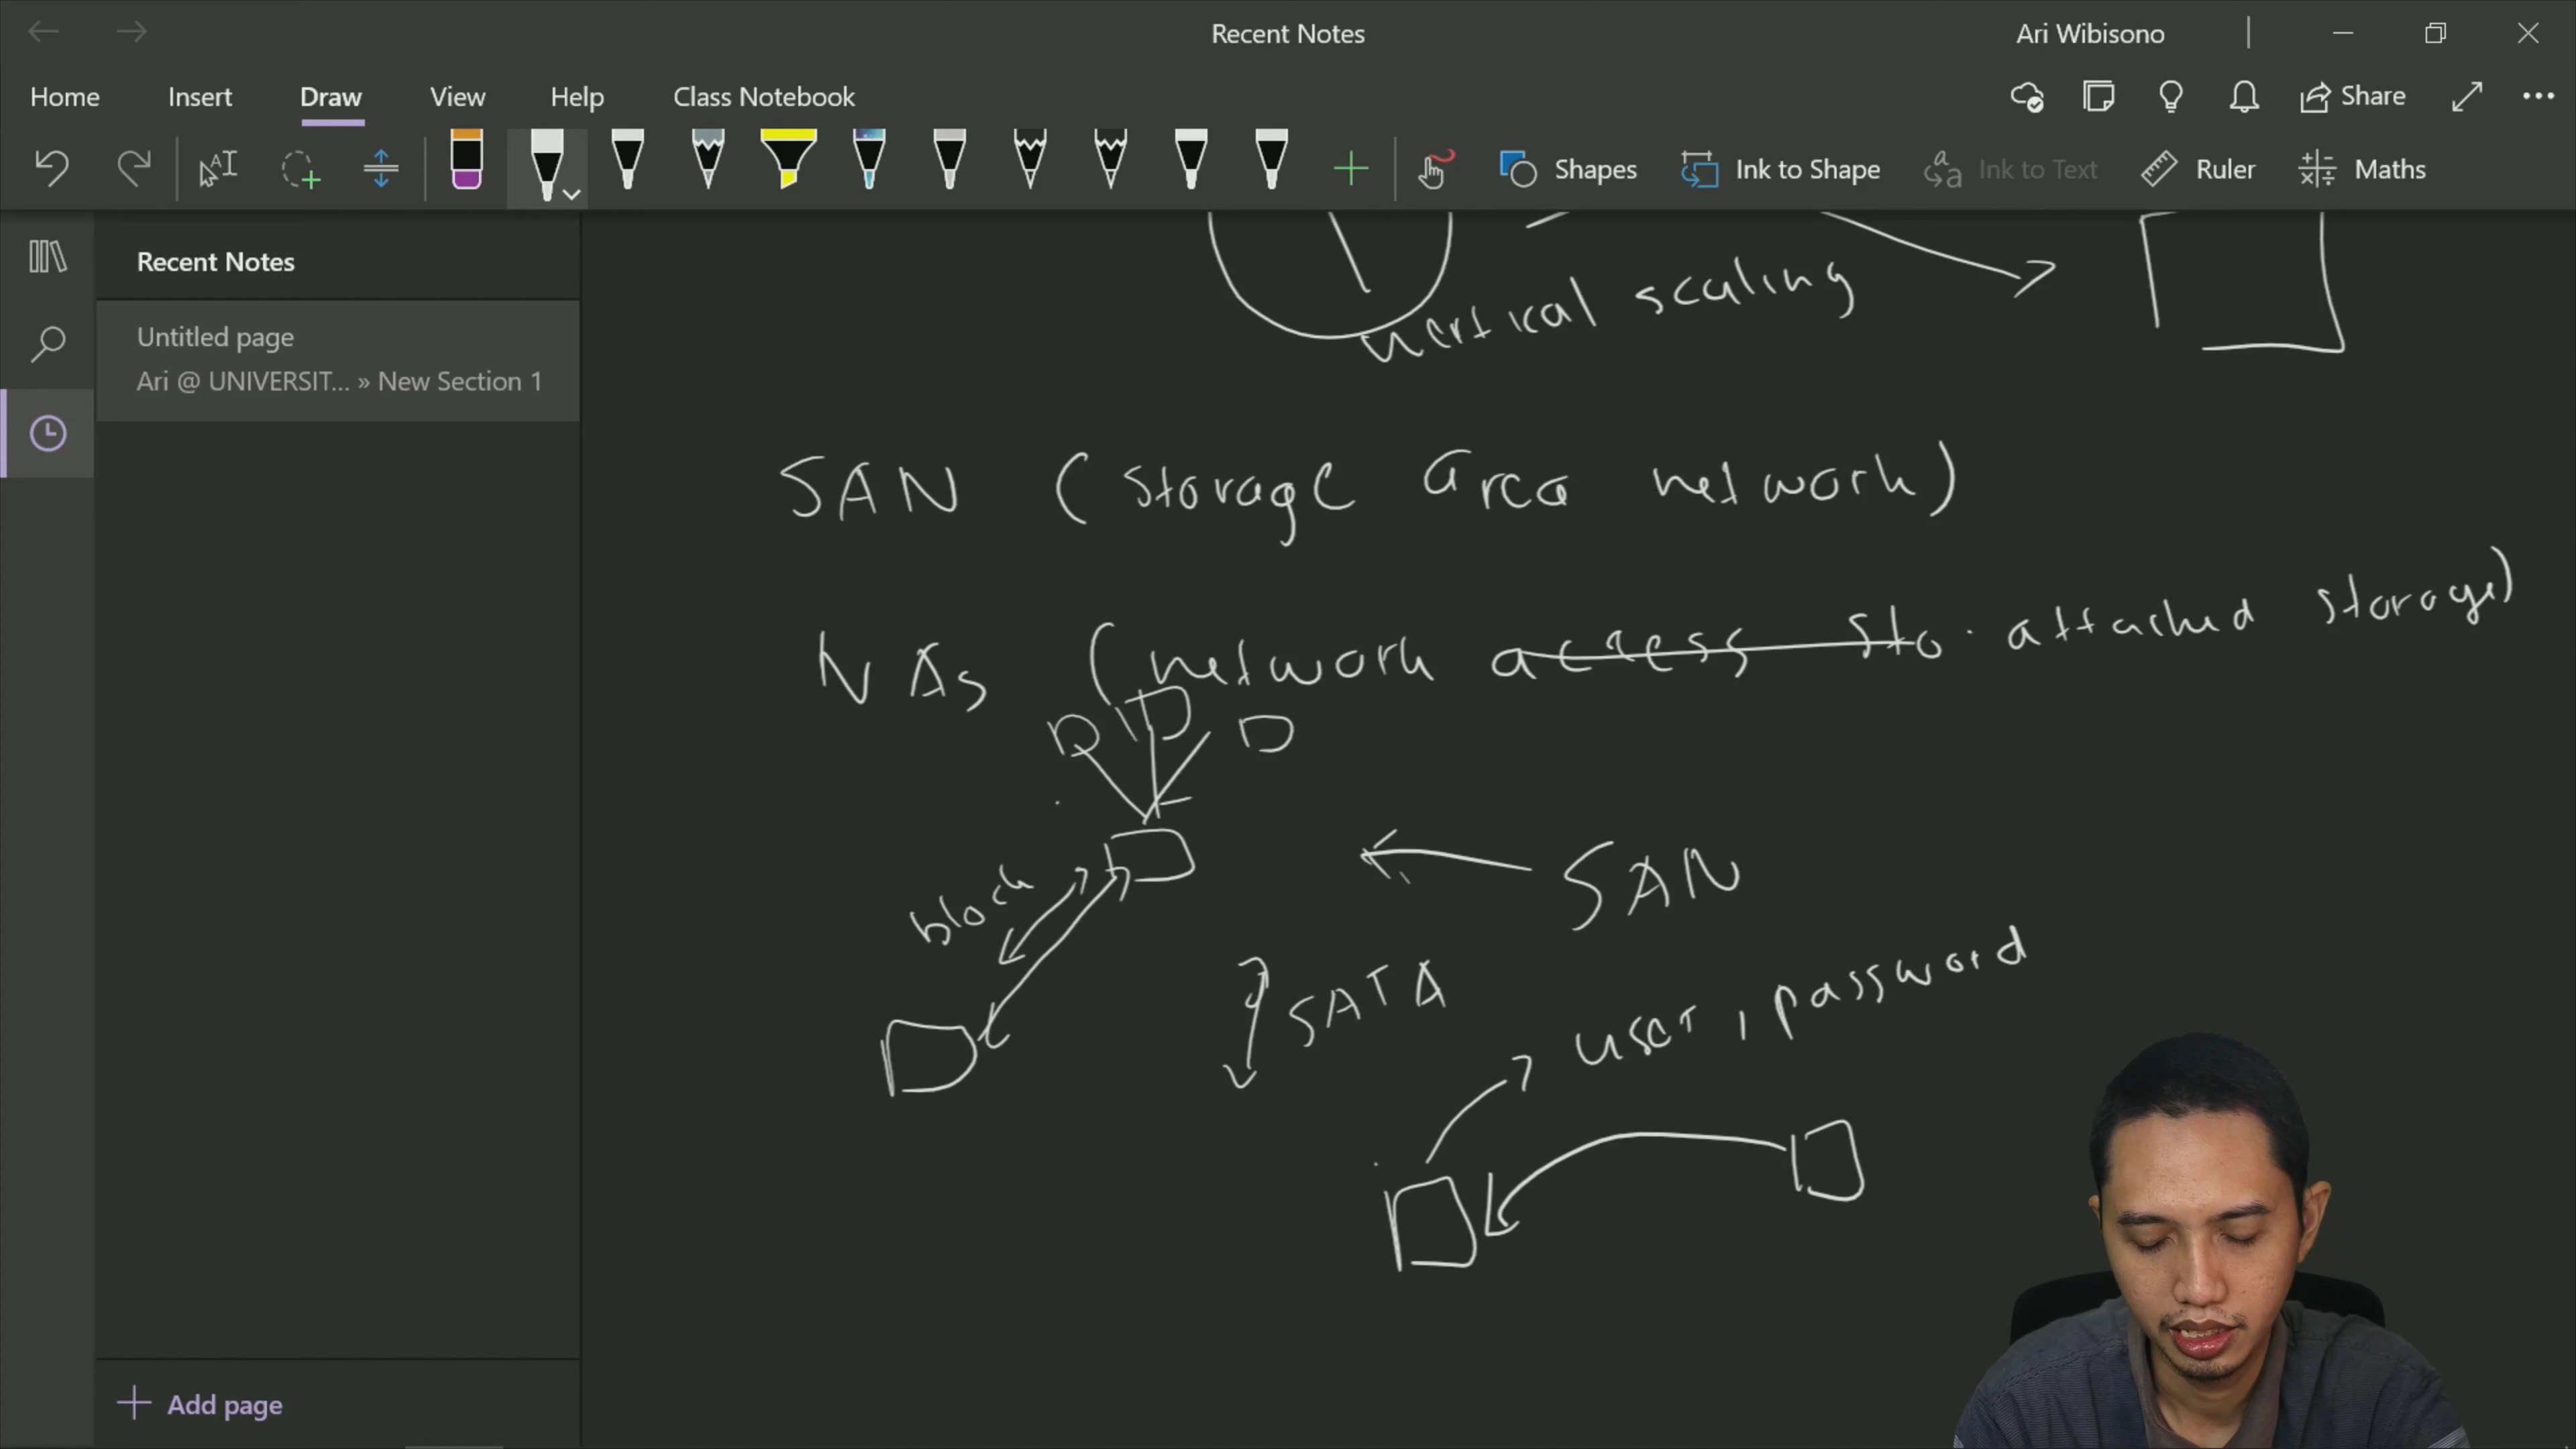 Recent Notes
Ari Wibisono
Home Insert Draw View Help Class Notebook
Share
Shapes Ink to Shape Ink to Text Ruler Maths
Recent Notes
Untitled page
Ari @ UNIVERSIT... » New Section 1
Add page
vertical scaling
SAN (storage area network)
NAs (network access sto attached storage)
D D D
block
SAN
SATA
user, password